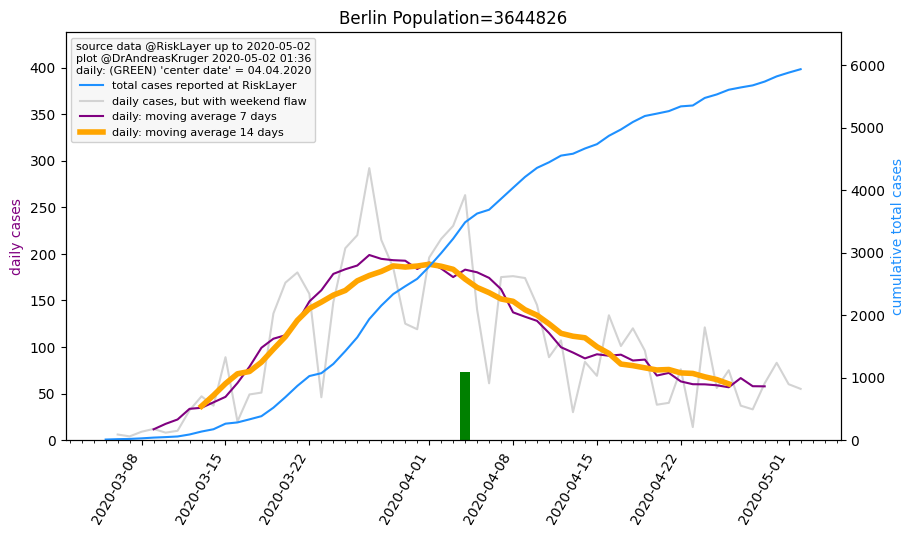 Berlin Population=3644826
source data @RiskLayer up to 2020-05-02
plot @DrAndreasKruger 2020-05-02 01:36
daily: (GREEN) 'center date' = 04.04.2020
total cases reported at RiskLayer
daily cases, but with weekend flaw
daily: moving average 7 days
daily: moving average 14 days
daily cases
400
350
300
250
200
150
100
50
0
cumulative total cases
6000
5000
4000
3000
2000
1000
0
2020-03-08
2020-03-15
2020-03-22
2020-04-01
2020-04-08
2020-04-15
2020-04-22
2020-05-01